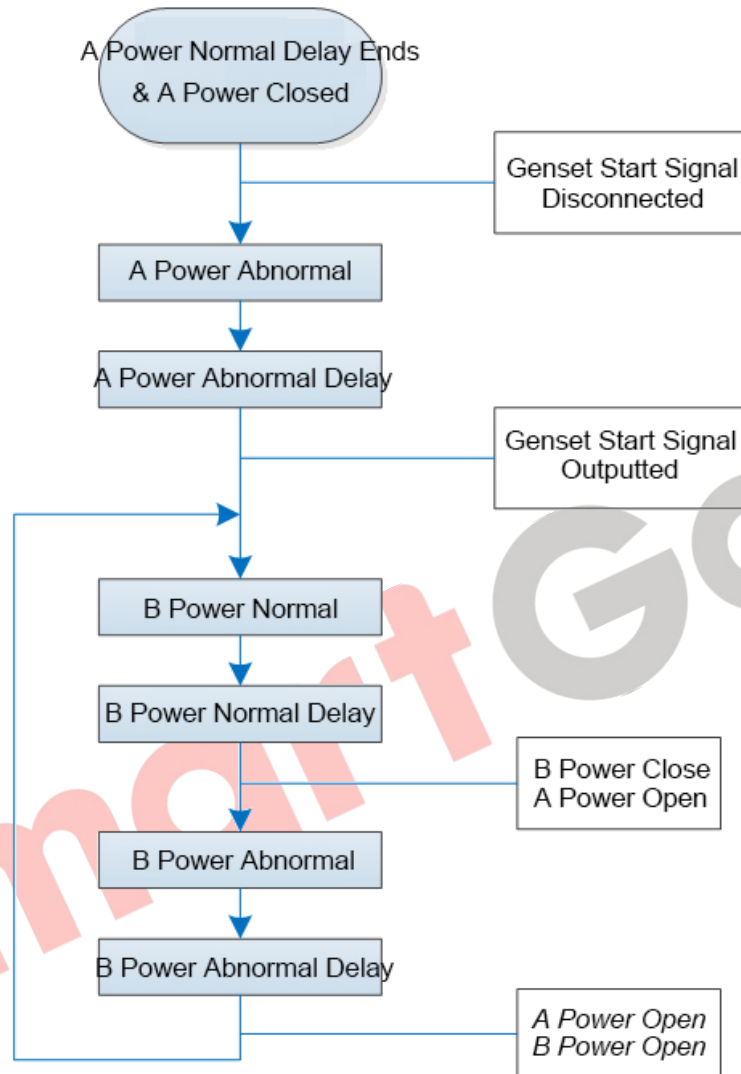 A Power Normal Delay Ends
& A Power Closed
Genset Start Signal
Disconnected
A Power Abnormal
A Power Abnormal Delay
Genset Start Signal
Outputted
B Power Normal
B Power Normal Delay
B Power Close
A Power Open
B Power Abnormal
B Power Abnormal Delay
A Power Open
B Power Open
martGo